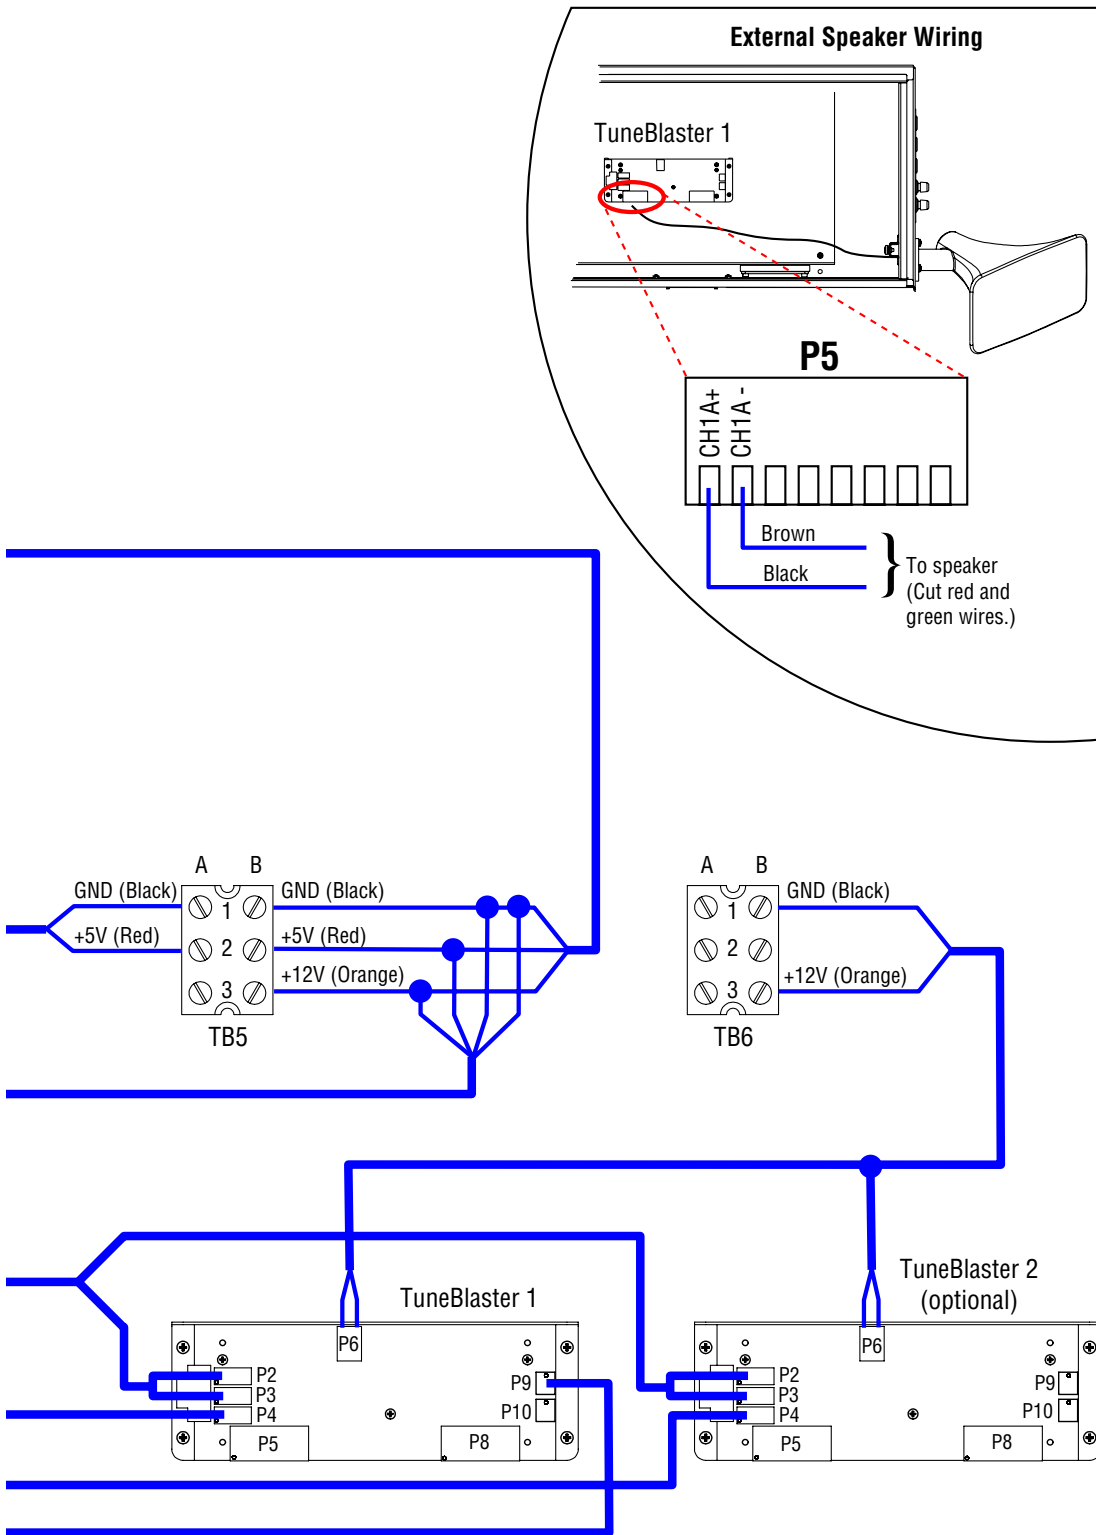 External Speaker Wiring
TuneBlaster 1
P5
CH1A+
CH1A -
Brown
Black
To speaker
(Cut red and
green wires.)
A B
GND (Black) 1 GND (Black)
+5V (Red) 2 +5V (Red)
3 +12V (Orange)
TB5
A B
1 GND (Black)
2
3 +12V (Orange)
TB6
TuneBlaster 1
P6
P2
P3
P4
P5
P8
P9
P10
TuneBlaster 2
(optional)
P6
P2
P3
P4
P5
P8
P9
P10